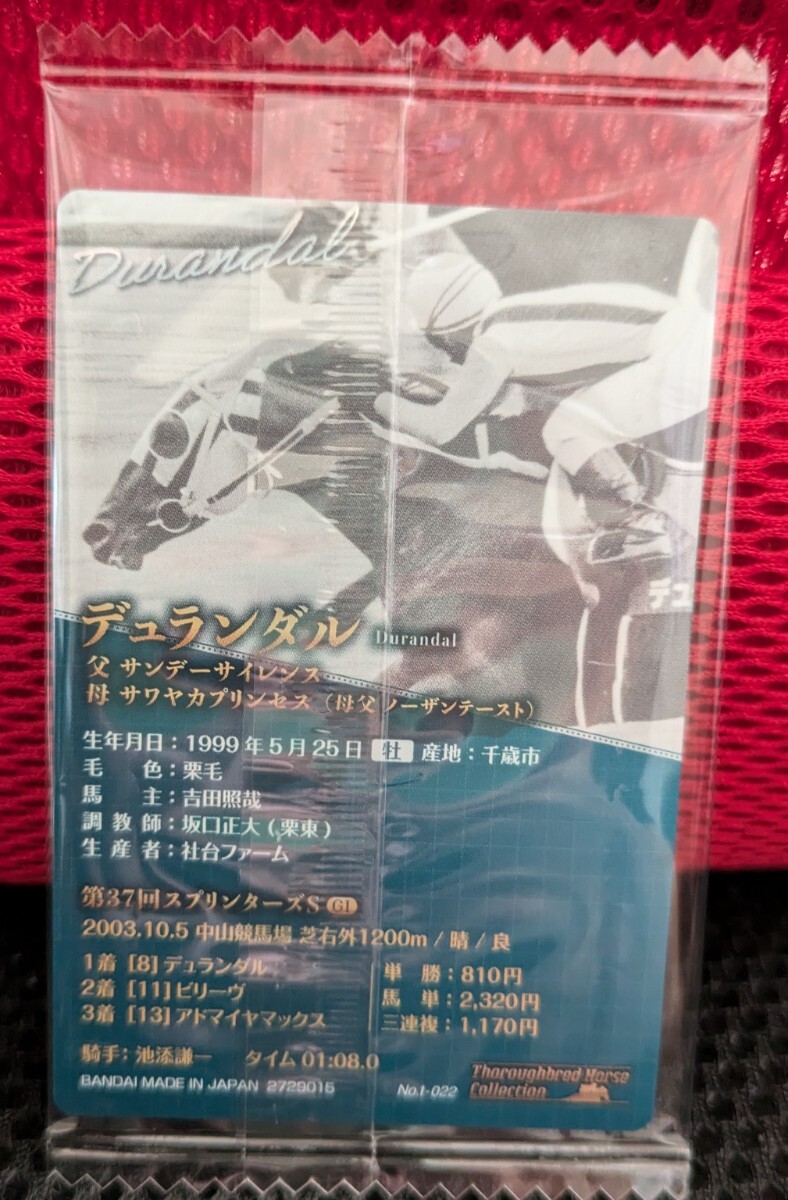 Durandal
デュ
デュランダル Durandal
父 サンデーサイレンス
母 サワヤカプリンセス（母父 ノーザンテースト）
生年月日：1999年5月25日 牡 産地：千歳市
毛 色：栗毛
馬 主：吉田照哉
調教師：坂口正大（栗東）
生産者：社台ファーム
第37回スプリンターズS GI
2003.10.5 中山競馬場 芝右外1200m / 晴 / 良
1着 [8] デュランダル 単 勝：810円
2着 [11] ビリーヴ 馬 単：2,320円
3着 [13] アドマイヤマックス 三連複：1,170円
騎手：池添謙一 タイム 01:08.0
Thoroughbred Horse
Collection
BANDAI MADE IN JAPAN 2729015 No.1-022